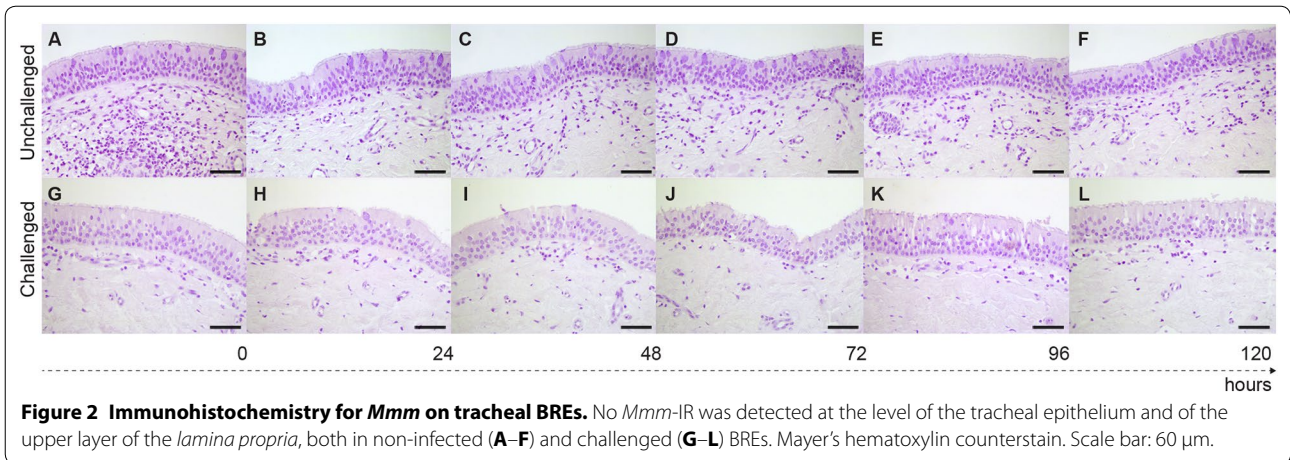 Unchallenged
A B C D E F
Challenged
G H I J K L
0 24 48 72 96 120
hours
Figure 2 Immunohistochemistry for Mmm on tracheal BREs. No Mmm-IR was detected at the level of the tracheal epithelium and of the
upper layer of the lamina propria, both in non-infected (A–F) and challenged (G–L) BREs. Mayer's hematoxylin counterstain. Scale bar: 60 µm.